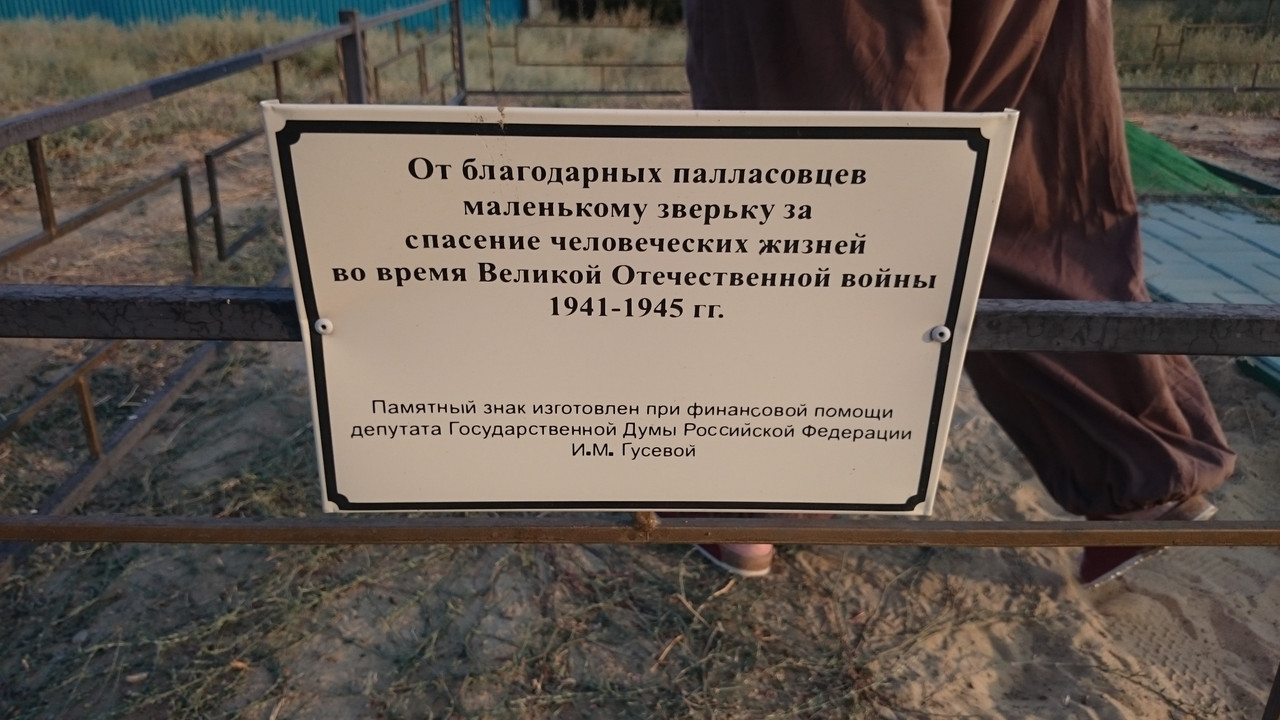 От благодарных палласовцев
маленькому зверьку за
спасение человеческих жизней
во время Великой Отечественной войны
1941-1945 гг.
Памятный знак изготовлен при финансовой помощи
депутата Государственной Думы Российской Федерации
И.М. Гусевой